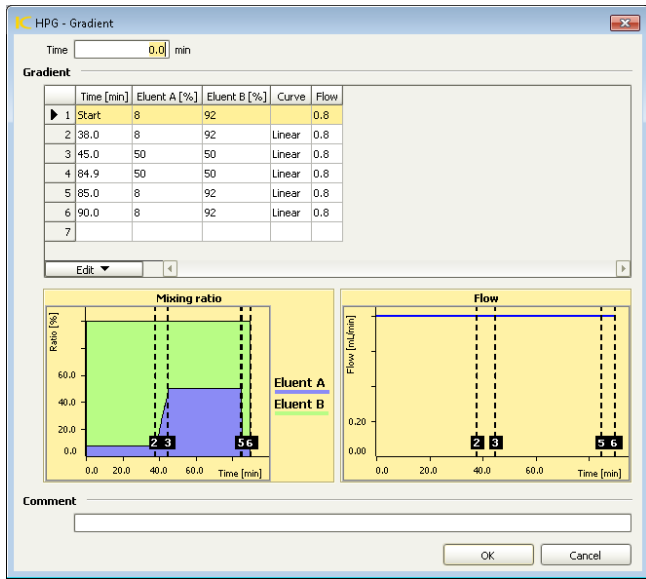 HPG - Gradient
Time 0.0 min
Gradient
Time [min] Eluent A [%] Eluent B [%] Curve Flow
1 Start 8 92 0.8
2 38.0 8 92 Linear 0.8
3 45.0 50 50 Linear 0.8
4 84.9 50 50 Linear 0.8
5 85.0 8 92 Linear 0.8
6 90.0 8 92 Linear 0.8
7
Edit
Mixing ratio
Ratio [%]
60.0
40.0
20.0
0.0
2 3 5 6
0.0 20.0 40.0 60.0 Time [min]
Eluent A
Eluent B
Flow
Flow [mL/min]
0.20
0.00
2 3 5 6
0.0 20.0 40.0 60.0 Time [min]
Comment
OK Cancel